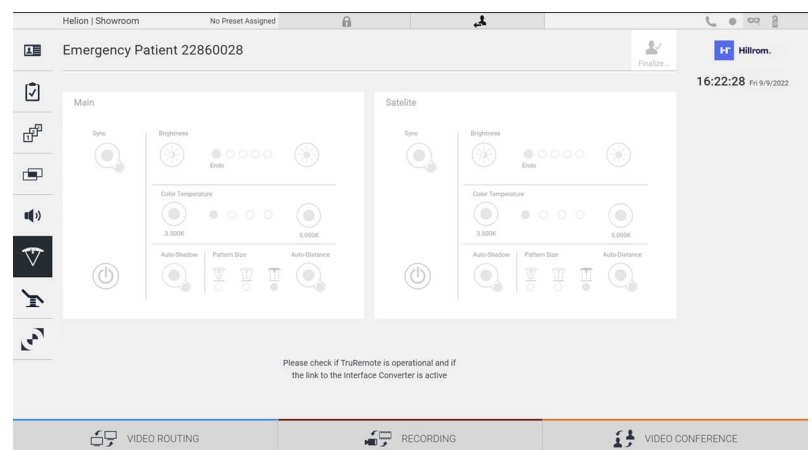 Helion | Showroom
No Preset Assigned
Emergency Patient 22860028
Finalize...
H-r Hillrom.
16:22:28 Fri 9/9/2022
Main
Sync
Brightness
Endo
Color Temperature
3.500K
5.000K
Auto-Shadow
Pattern Size
Auto-Distance
Satelite
Sync
Brightness
Endo
Color Temperature
3.500K
5.000K
Auto-Shadow
Pattern Size
Auto-Distance
Please check if TruRemote is operational and if
the link to the Interface Converter is active
VIDEO ROUTING
RECORDING
VIDEO CONFERENCE